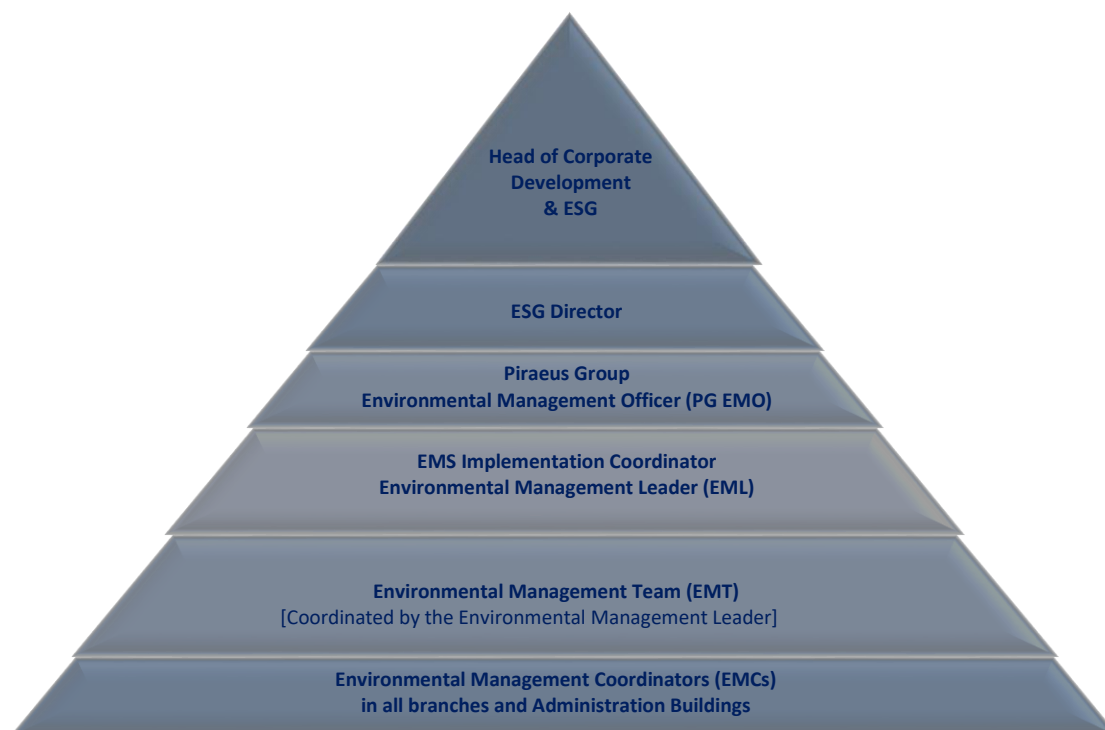 Head of Corporate
Development
& ESG
ESG Director
Piraeus Group
Environmental Management Officer (PG EMO)
EMS Implementation Coordinator
Environmental Management Leader (EML)
Environmental Management Team (EMT)
[Coordinated by the Environmental Management Leader]
Environmental Management Coordinators (EMCs)
in all branches and Administration Buildings